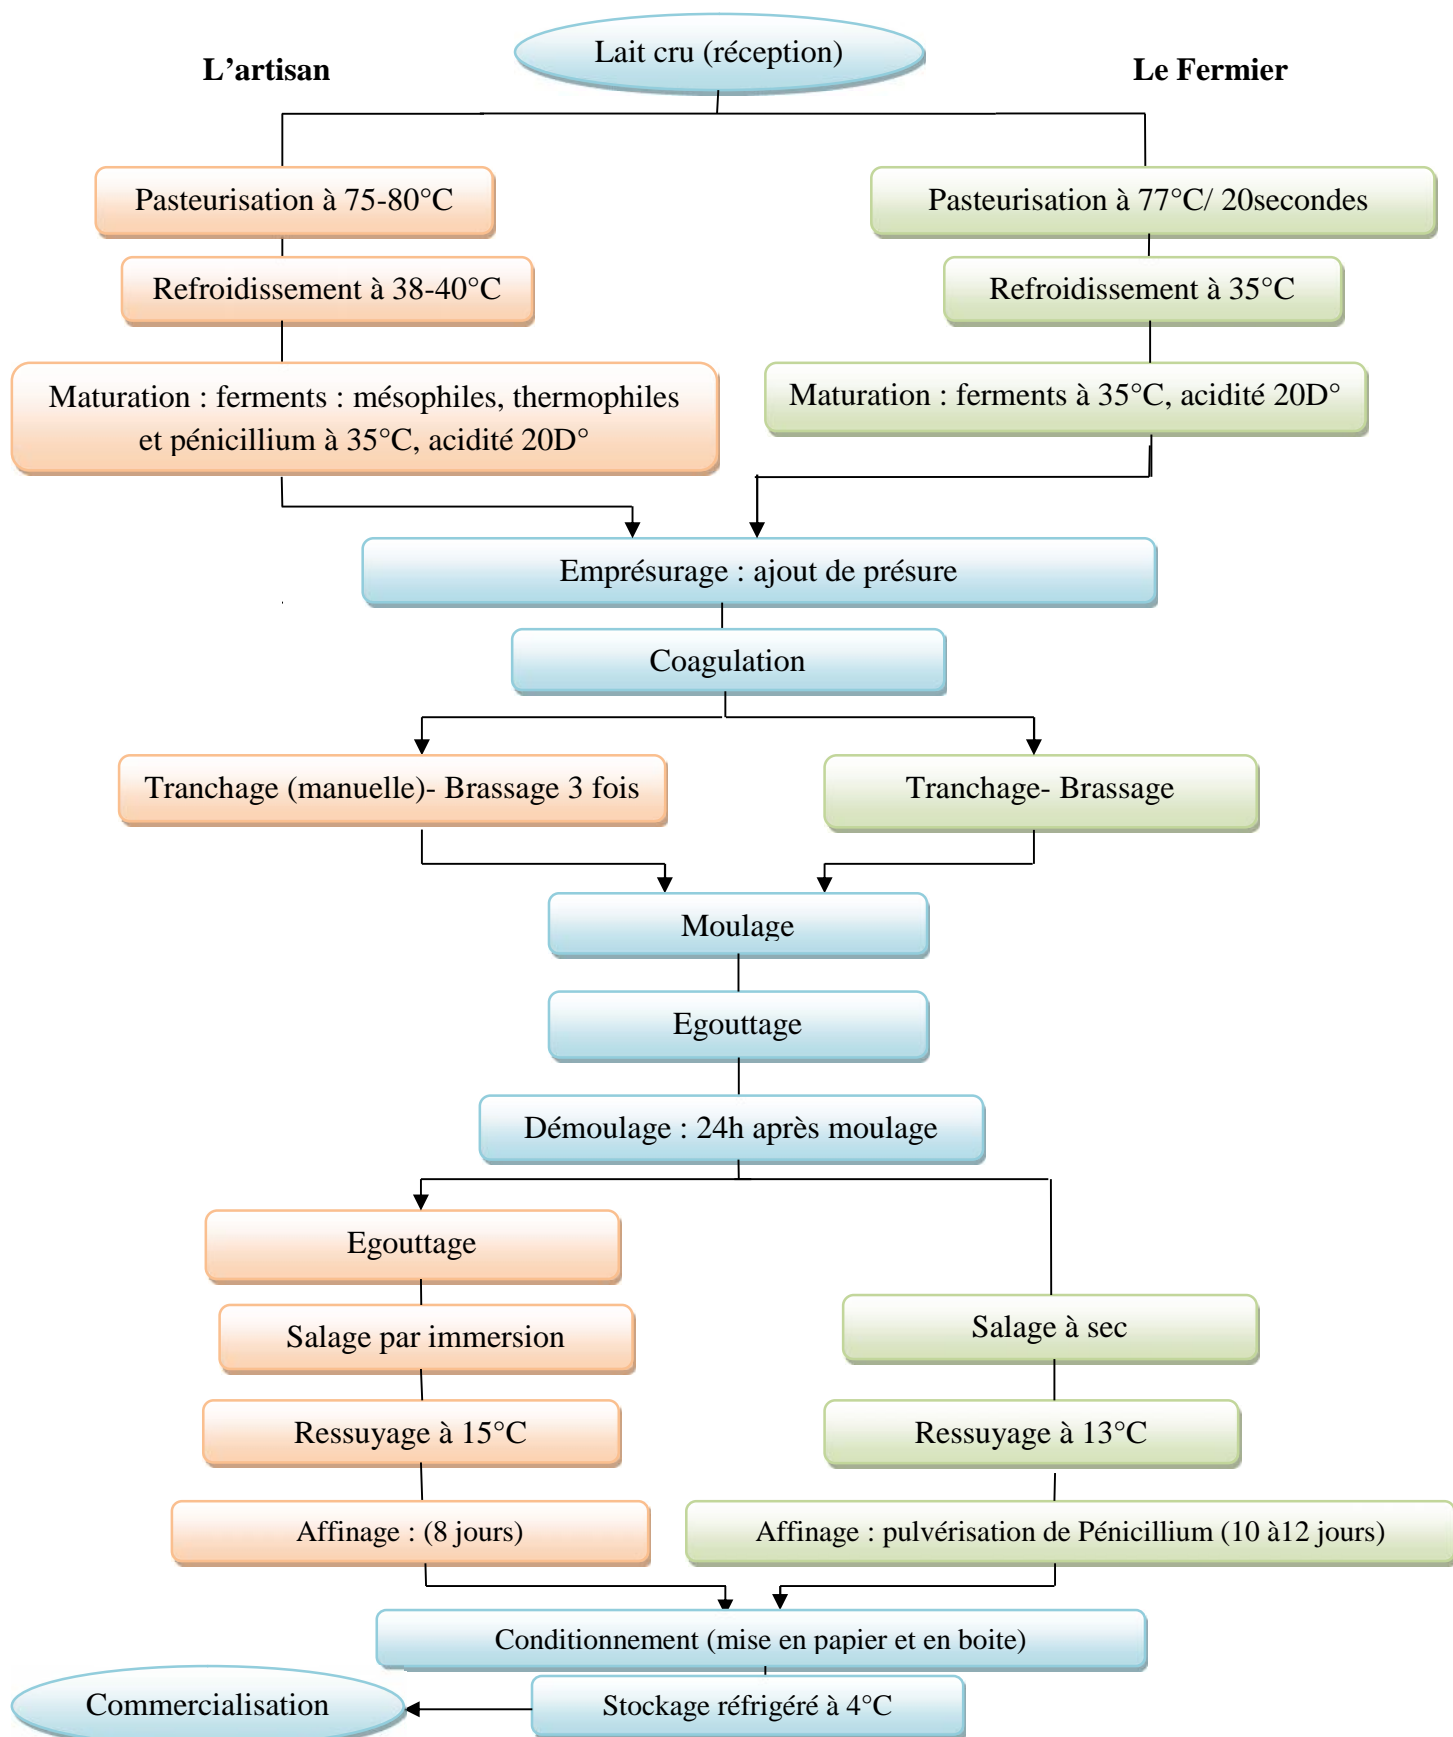 Lait cru (réception)
L'artisan
Le Fermier
Pasteurisation à 75-80°C
Pasteurisation à 77°C/ 20secondes
Refroidissement à 38-40°C
Refroidissement à 35°C
Maturation : ferments : mésophiles, thermophiles
et pénicillium à 35°C, acidité 20D°
Maturation : ferments à 35°C, acidité 20D°
Emprésurage : ajout de présure
Coagulation
Tranchage (manuelle)- Brassage 3 fois
Tranchage- Brassage
Moulage
Egouttage
Démoulage : 24h après moulage
Egouttage
Salage par immersion
Salage à sec
Ressuyage à 15°C
Ressuyage à 13°C
Affinage : (8 jours)
Affinage : pulvérisation de Pénicillium (10 à12 jours)
Conditionnement (mise en papier et en boite)
Commercialisation
Stockage réfrigéré à 4°C